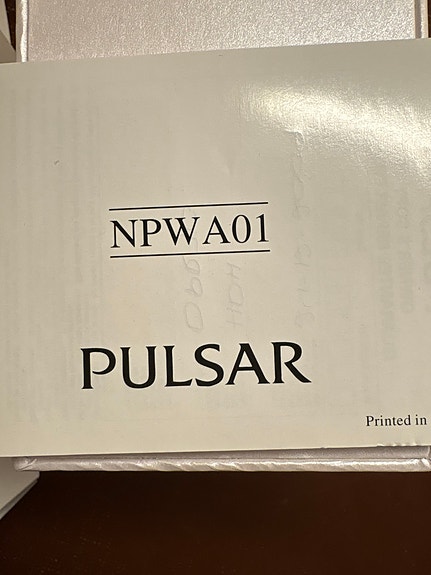 NPWA01
PULSAR
Printed in